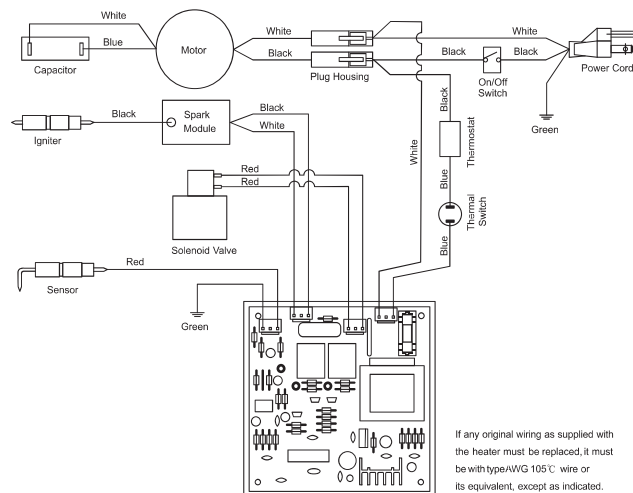 White
Blue
Capacitor
Motor
White
Black
Plug Housing
White
Black
Black
On/Off
Switch
Power Cord
Green
Black
Igniter
Spark
Module
Black
White
White
Black
Thermostat
Blue
Thermal
Switch
Blue
Red
Red
Solenoid Valve
Red
Sensor
Green
If any original wiring as supplied with
the heater must be replaced, it must
be with typeAWG 105℃ wire or
its equivalent, except as indicated.